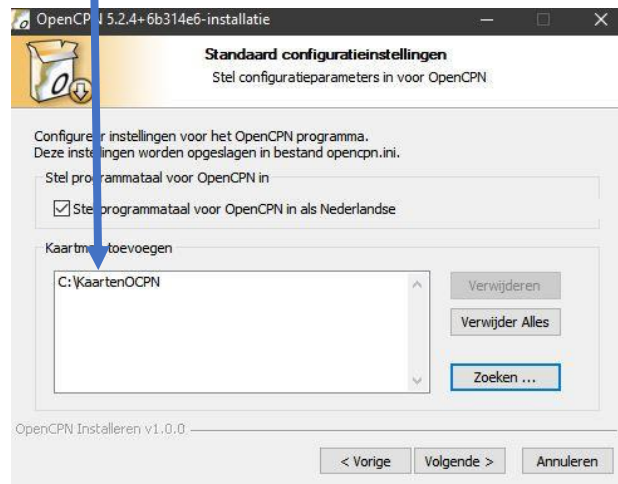 OpenCPN 5.2.4+6b314e6-installatie
Standaard configuratieinstellingen
Stel configuratieparameters in voor OpenCPN
Configureer instellingen voor het OpenCPN programma.
Deze instellingen worden opgeslagen in bestand opencpn.ini.
Stel programmataal voor OpenCPN in
Stel programmataal voor OpenCPN in als Nederlandse
Kaartmap toevoegen
C:\KaartenOCPN
Verwijderen
Verwijder Alles
Zoeken ...
OpenCPN Installeren v1.0.0
< Vorige
Volgende >
Annuleren